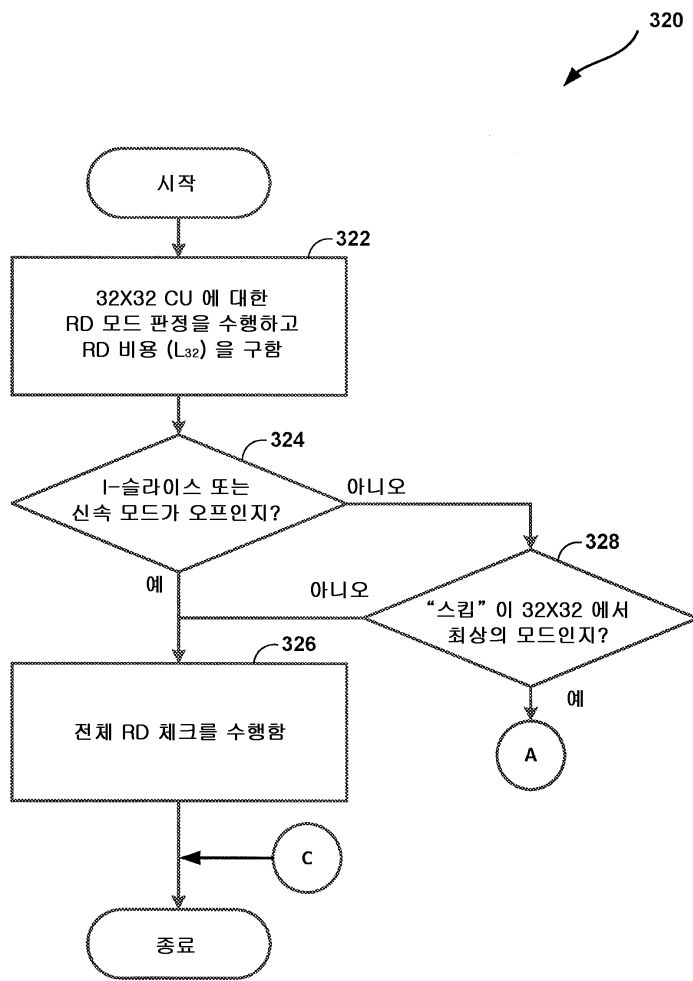 320
시작
322
32X32 CU 에 대한
RD 모드 판정을 수행하고
RD 비용 (L₃₂) 을 구함
324
I-슬라이스 또는
신속 모드가 오프인지?
아니오
예
328
아니오
“스킵” 이 32X32 에서
최상의 모드인지?
326
예
전체 RD 체크를 수행함
A
C
종료